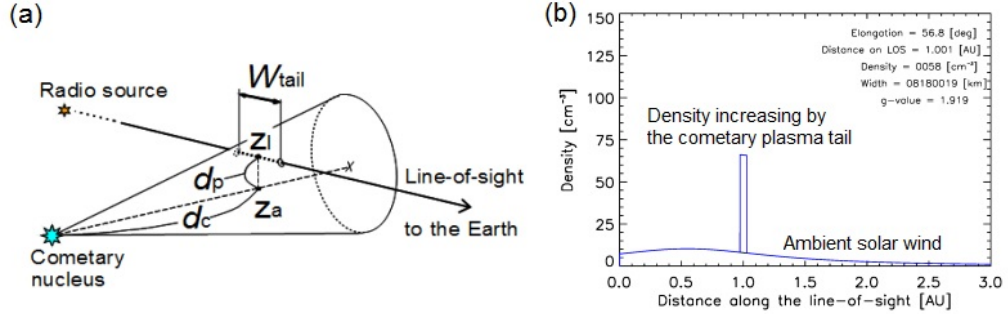 (a)
Radio source
Wtail
zl
dp
za
dc
Line-of-sight
to the Earth
x
Cometary
nucleus
(b)
150
125
100
75
50
25
0
Density [cm⁻³]
Elongation = 56.8 [deg]
Distance on LOS = 1.001 [AU]
Density = 0058 [cm⁻³]
Width = 08180019 [km]
g-value = 1.919
Density increasing by
the cometary plasma tail
Ambient solar wind
0.0 0.5 1.0 1.5 2.0 2.5 3.0
Distance along the line-of-sight [AU]